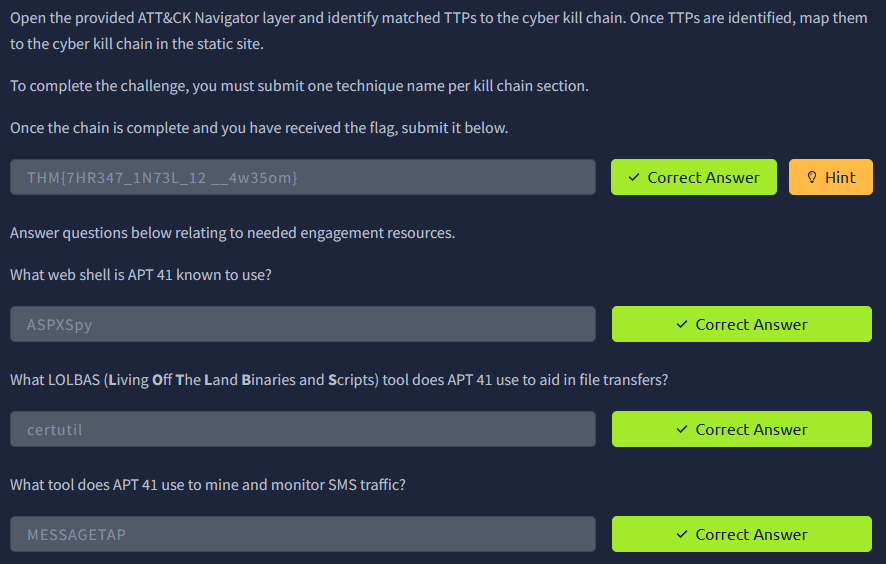 Open the provided ATT&CK Navigator layer and identify matched TTPs to the cyber kill chain. Once TTPs are identified, map them
to the cyber kill chain in the static site.
To complete the challenge, you must submit one technique name per kill chain section.
Once the chain is complete and you have received the flag, submit it below.
THM{7HR347_1N73L_12 __4w35om} Correct Answer Hint
Answer questions below relating to needed engagement resources.
What web shell is APT 41 known to use?
ASPXSpy Correct Answer
What LOLBAS (Living Off The Land Binaries and Scripts) tool does APT 41 use to aid in file transfers?
certutil Correct Answer
What tool does APT 41 use to mine and monitor SMS traffic?
MESSAGETAP Correct Answer